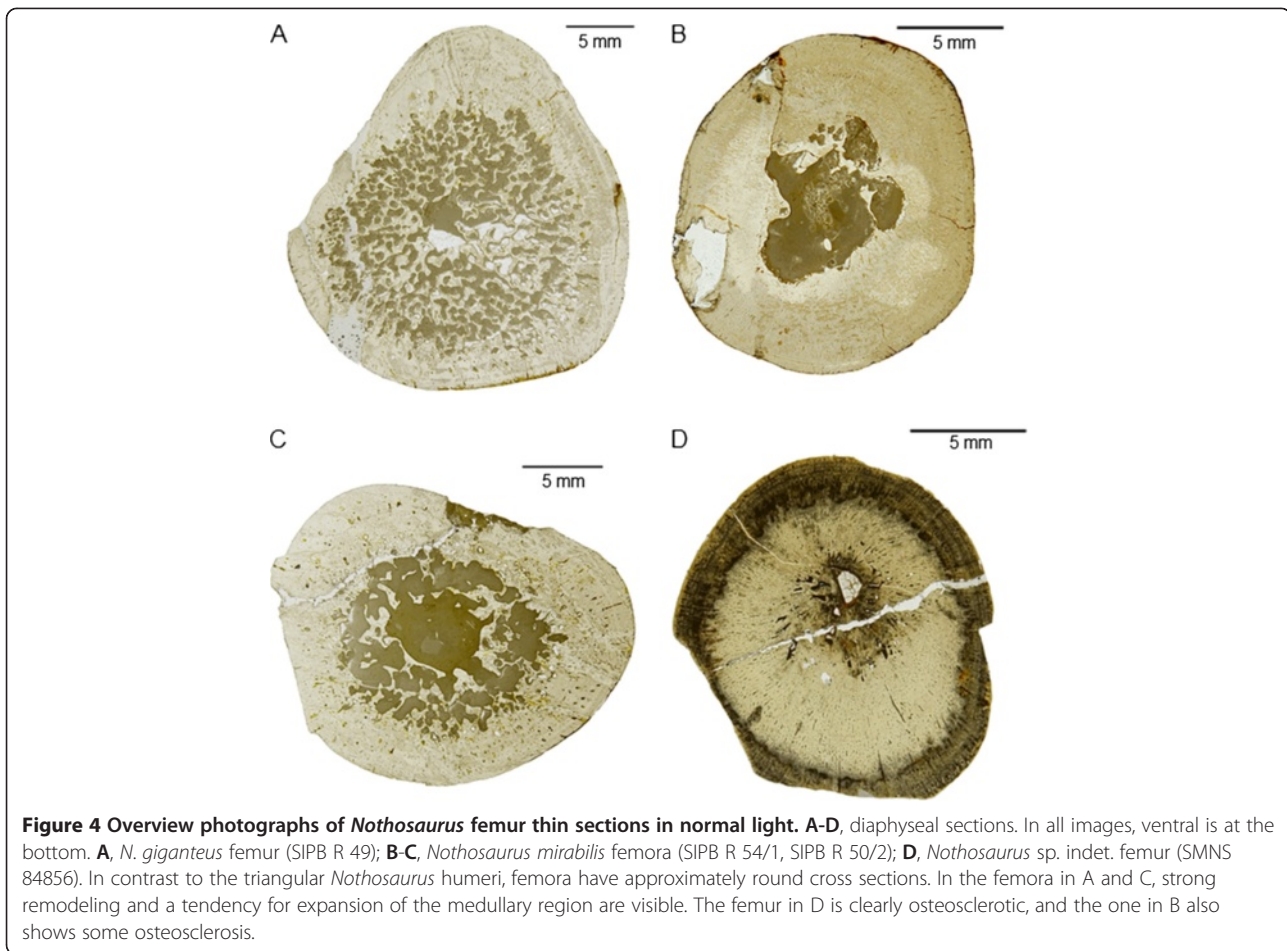 A
5 mm
B
5 mm
C
5 mm
D
5 mm
Figure 4 Overview photographs of Nothosaurus femur thin sections in normal light. A-D, diaphyseal sections. In all images, ventral is at the
bottom. A, N. giganteus femur (SIPB R 49); B-C, Nothosaurus mirabilis femora (SIPB R 54/1, SIPB R 50/2); D, Nothosaurus sp. indet. femur (SMNS
84856). In contrast to the triangular Nothosaurus humeri, femora have approximately round cross sections. In the femora in A and C, strong
remodeling and a tendency for expansion of the medullary region are visible. The femur in D is clearly osteosclerotic, and the one in B also
shows some osteosclerosis.